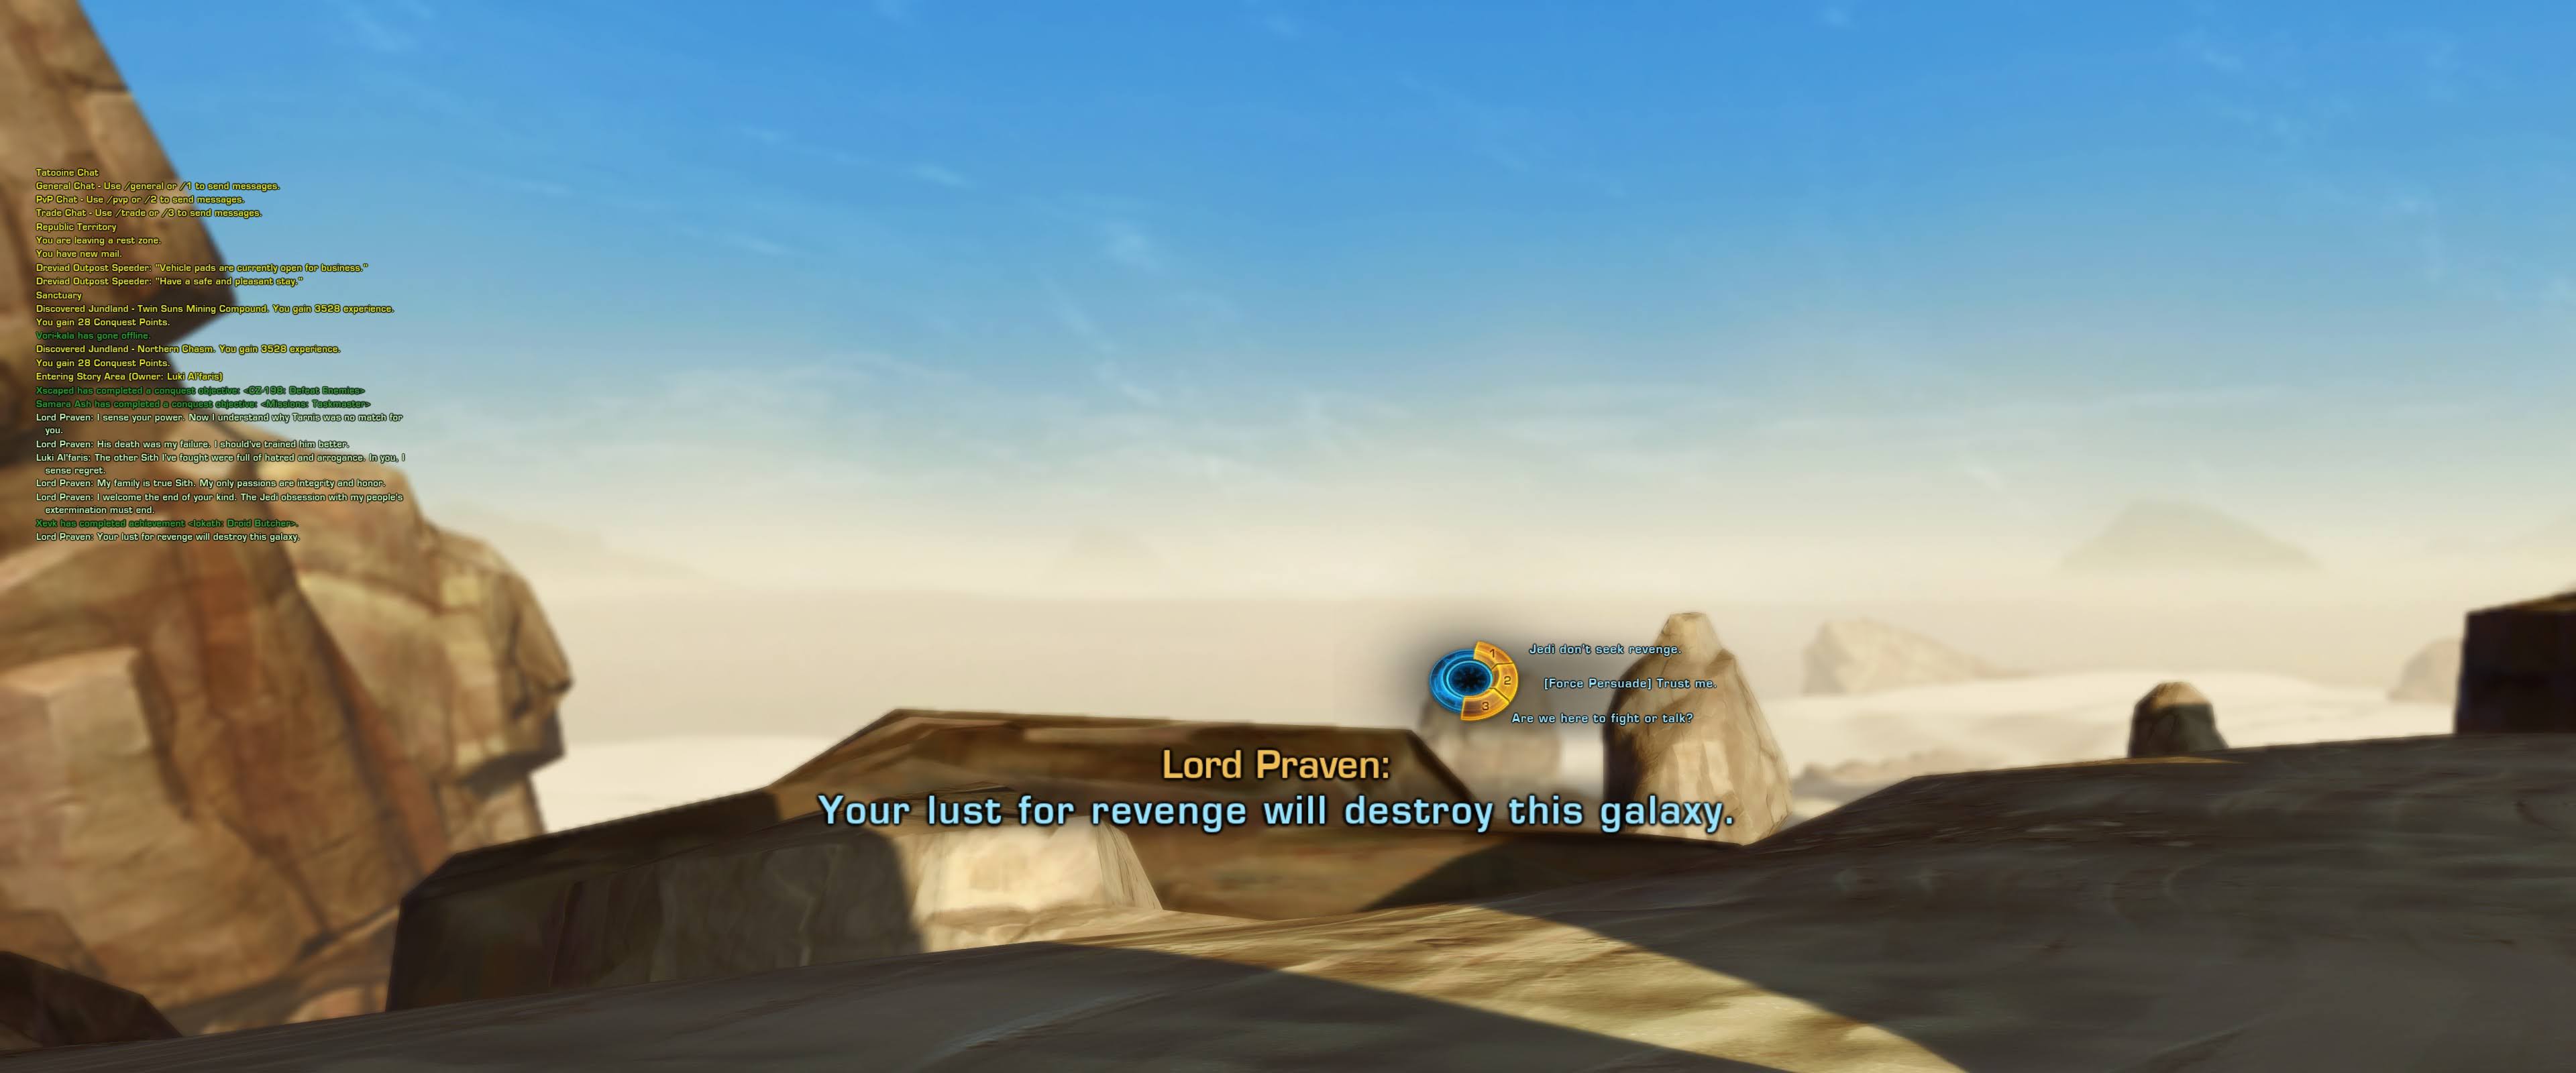 Tatooine Chat
General Chat - Use /general or /1 to send messages.
PvP Chat - Use /pvp or /2 to send messages.
Trade Chat - Use /trade or /3 to send messages.
Republic Territory
You are leaving a rest zone.
You have new mail.
Dreviad Outpost Speeder: "Vehicle pads are currently open for business."
Dreviad Outpost Speeder: "Have a safe and pleasant stay."
Sanctuary
Discovered Jundland - Twin Suns Mining Compound. You gain 3528 experience.
You gain 28 Conquest Points.
Vori-kala has gone offline.
Discovered Jundland - Northern Chasm. You gain 3528 experience.
You gain 28 Conquest Points.
Entering Story Area (Owner: Luki Al'faris)
Xscaped has completed a conquest objective: <CZ-198: Defeat Enemies>
Samara Ash has completed a conquest objective: <Missions: Taskmaster>
Lord Praven: I sense your power. Now I understand why Tarnis was no match for
you.
Lord Praven: His death was my failure. I should've trained him better.
Luki Al'faris: The other Sith I've fought were full of hatred and arrogance. In you, I
sense regret.
Lord Praven: My family is true Sith. My only passions are integrity and honor.
Lord Praven: I welcome the end of your kind. The Jedi obsession with my people's
extermination must end.
Xevk has completed achievement <Iokath: Droid Butcher>.
Lord Praven: Your lust for revenge will destroy this galaxy.
1 Jedi don't seek revenge.
2 [Force Persuade] Trust me.
3 Are we here to fight or talk?
Lord Praven:
Your lust for revenge will destroy this galaxy.